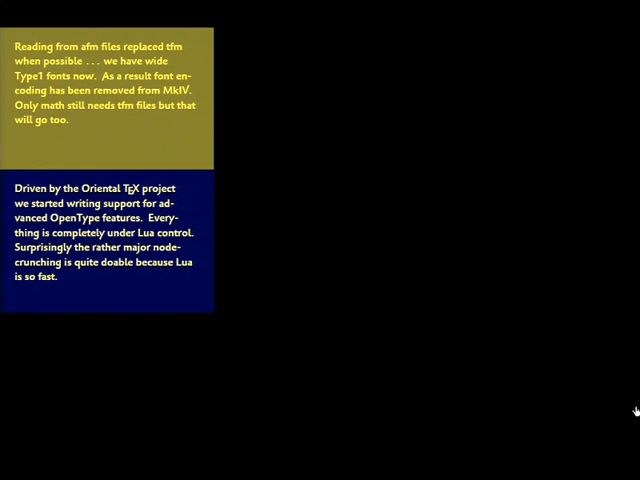 Reading from afm files replaced tfm
when possible . . . we have wide
Type1 fonts now. As a result font en-
coding has been removed from MkIV.
Only math still needs tfm files but that
will go too.
Driven by the Oriental TEX project
we started writing support for ad-
vanced OpenType features. Every-
thing is completely under Lua control.
Surprisingly the rather major node-
crunching is quite doable because Lua
is so fast.